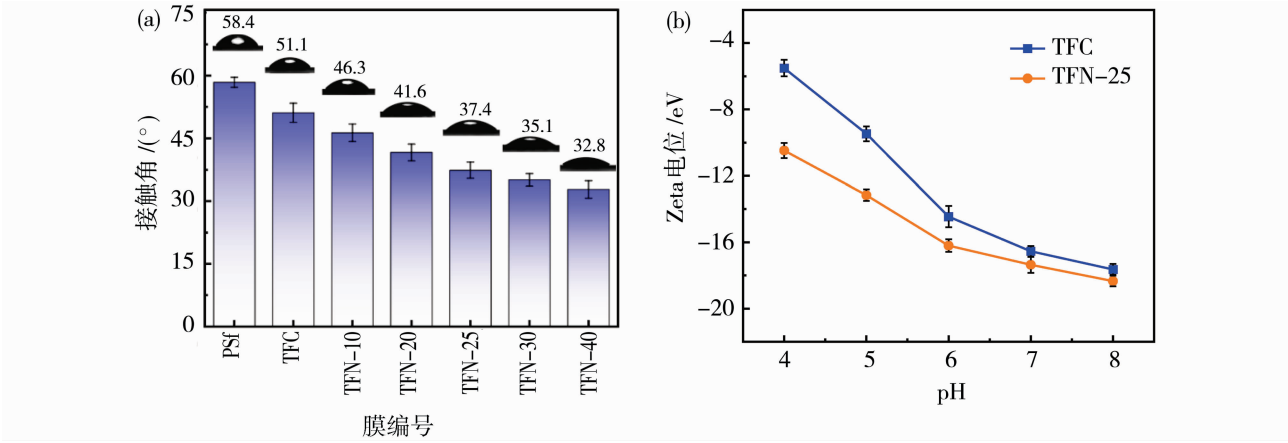 (a)
75
60
45
30
15
0
接触角/(°)
58.4
51.1
46.3
41.6
37.4
35.1
32.8
PSf
TFC
TFN-10
TFN-20
TFN-25
TFN-30
TFN-40
膜编号
(b)
-4
-8
-12
-16
-20
Zeta电位/eV
TFC
TFN-25
4
5
6
7
8
pH